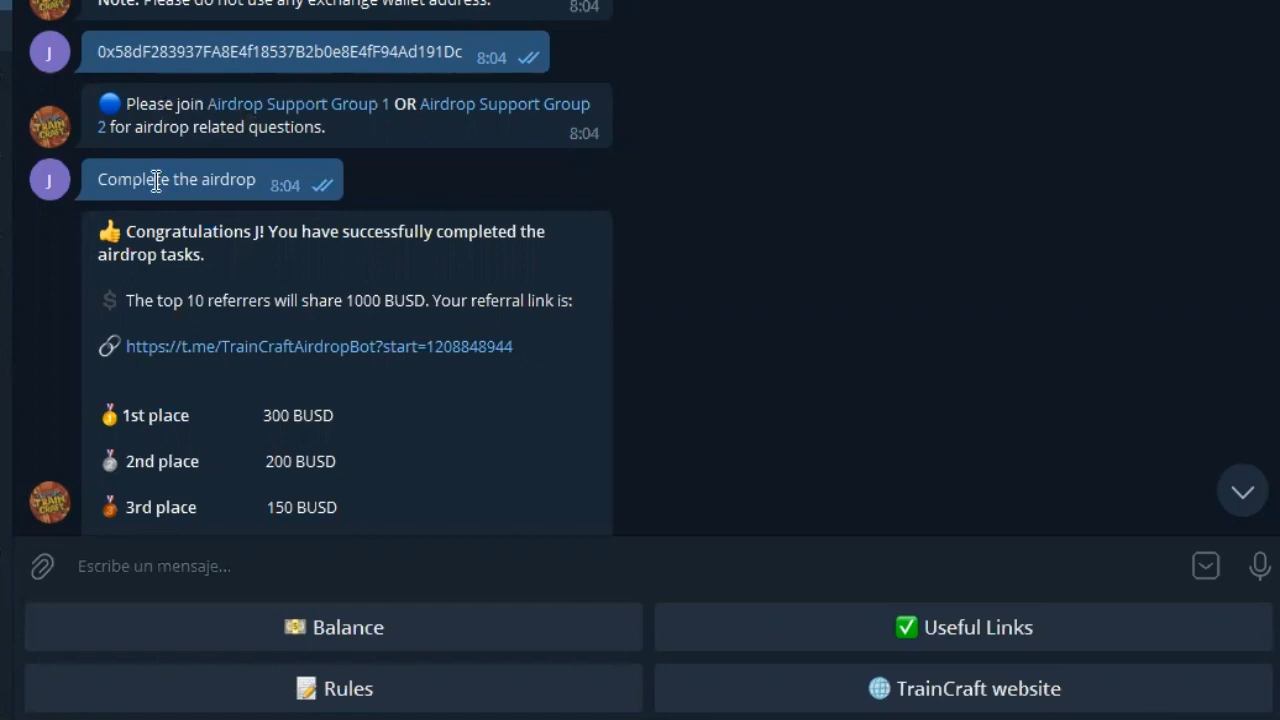 Note: Please do not use any exchange wallet address.
8:04
J
0x58dF283937FA8E4f18537B2b0e8E4fF94Ad191Dc 8:04
Please join Airdrop Support Group 1 OR Airdrop Support Group
2 for airdrop related questions.
8:04
J
Complete the airdrop 8:04
Congratulations J! You have successfully completed the
airdrop tasks.
The top 10 referrers will share 1000 BUSD. Your referral link is:
https://t.me/TrainCraftAirdropBot?start=1208848944
1st place 300 BUSD
2nd place 200 BUSD
3rd place 150 BUSD
TRAIN
CRAFT
Escribe un mensaje...
Balance
Useful Links
Rules
TrainCraft website